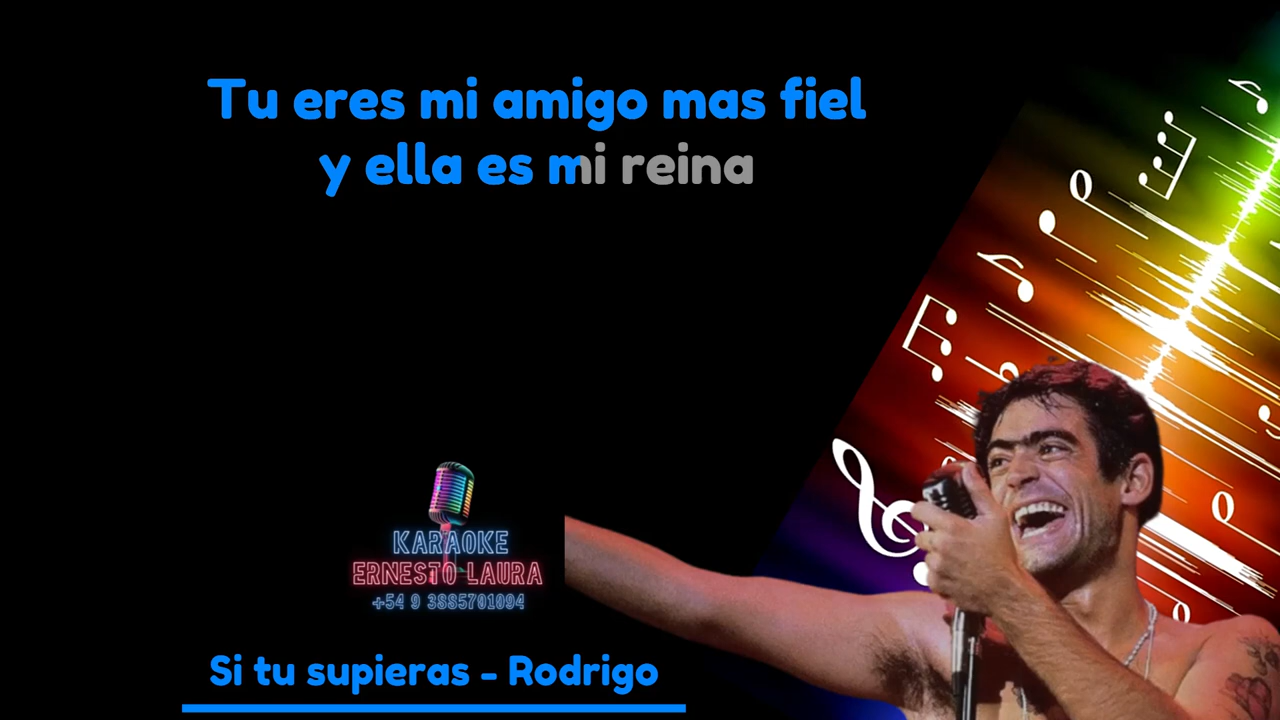 Tu eres mi amigo mas fiel
y ella es mi reina
KARAOKE
ERNESTO LAURA
+54 9 3885701094
Si tu supieras - Rodrigo